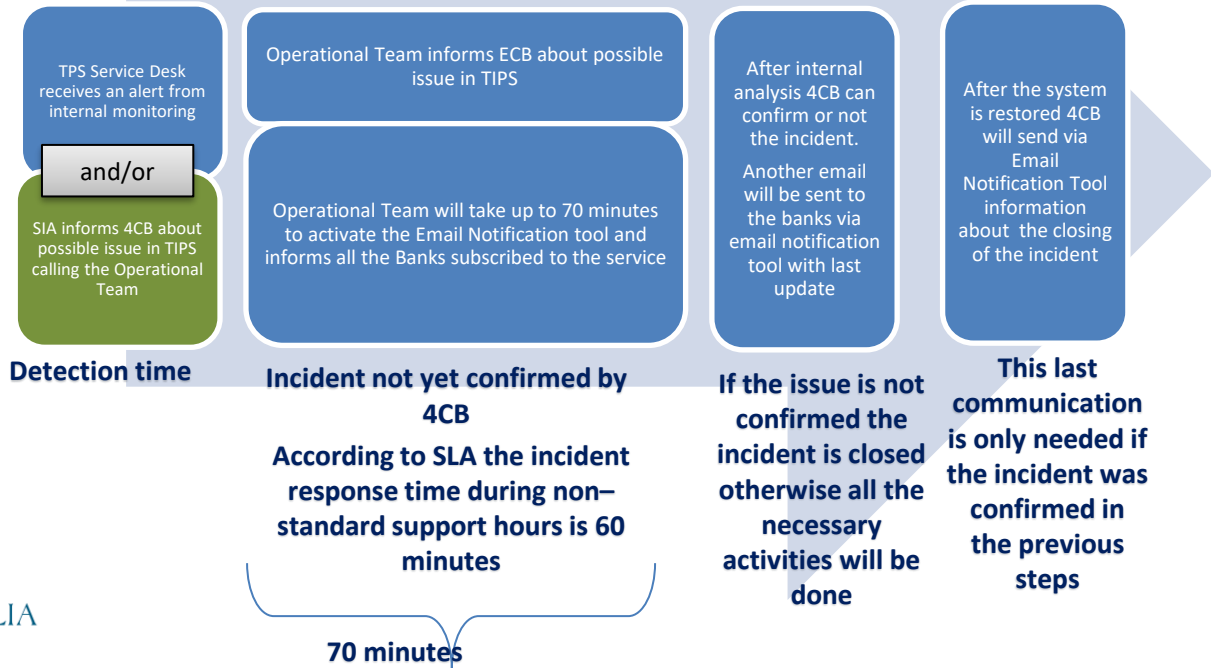 TPS Service Desk
receives an alert from
internal monitoring
and/or
SIA informs 4CB about
possible issue in TIPS
calling the Operational
Team
Detection time
Operational Team informs ECB about possible
issue in TIPS
Operational Team will take up to 70 minutes
to activate the Email Notification tool and
informs all the Banks subscribed to the service
Incident not yet confirmed by
4CB
According to SLA the incident
response time during non–
standard support hours is 60
minutes
70 minutes
After internal
analysis 4CB can
confirm or not
the incident.
Another email
will be sent to
the banks via
email notification
tool with last
update
If the issue is not
confirmed the
incident is closed
otherwise all the
necessary
activities will be
done
After the system
is restored 4CB
will send via
Email
Notification Tool
information
about the closing
of the incident
This last
communication
is only needed if
the incident was
confirmed in
the previous
steps
LIA